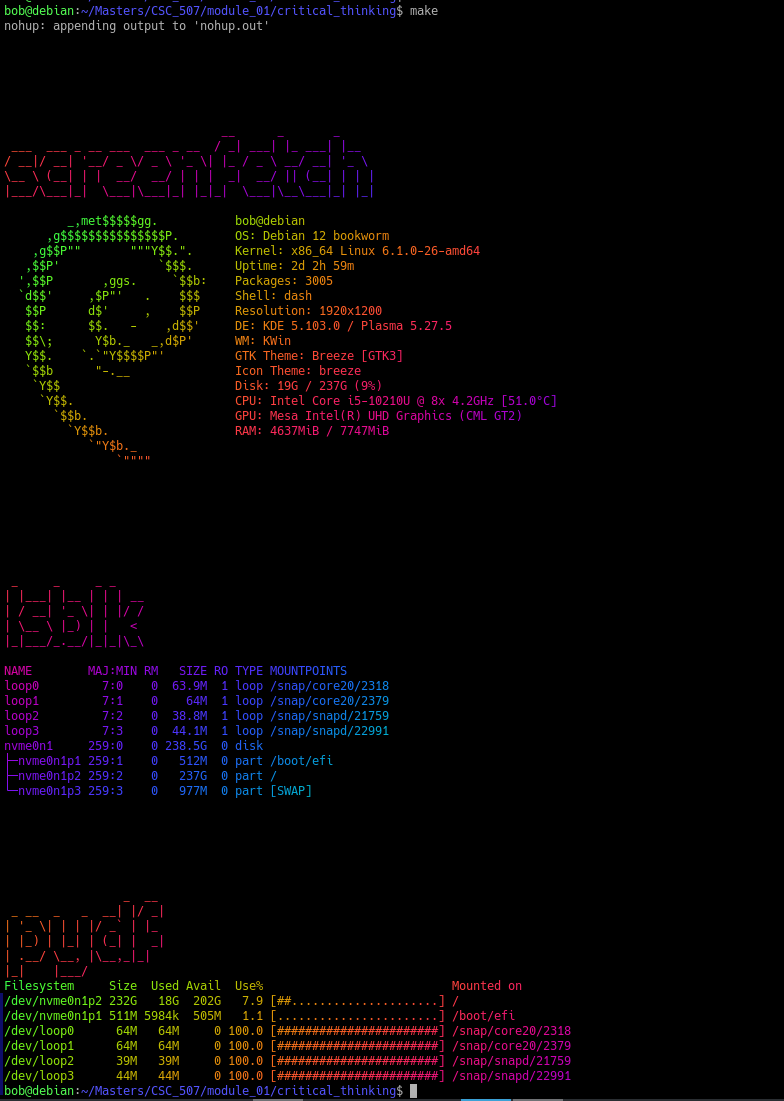 bob@debian:~/Masters/CSC_507/module_01/critical_thinking$ make
nohup: appending output to 'nohup.out'
screenfetch
bob@debian
OS: Debian 12 bookworm
Kernel: x86_64 Linux 6.1.0-26-amd64
Uptime: 2d 2h 59m
Packages: 3005
Shell: dash
Resolution: 1920x1200
DE: KDE 5.103.0 / Plasma 5.27.5
WM: KWin
GTK Theme: Breeze [GTK3]
Icon Theme: breeze
Disk: 19G / 237G (9%)
CPU: Intel Core i5-10210U @ 8x 4.2GHz [51.0°C]
GPU: Mesa Intel(R) UHD Graphics (CML GT2)
RAM: 4637MiB / 7747MiB
lsblk
NAME        MAJ:MIN RM   SIZE RO TYPE MOUNTPOINTS
loop0         7:0    0  63.9M  1 loop /snap/core20/2318
loop1         7:1    0    64M  1 loop /snap/core20/2379
loop2         7:2    0  38.8M  1 loop /snap/snapd/21759
loop3         7:3    0  44.1M  1 loop /snap/snapd/22991
nvme0n1     259:0    0 238.5G  0 disk
├─nvme0n1p1 259:1    0   512M  0 part /boot/efi
├─nvme0n1p2 259:2    0   237G  0 part /
└─nvme0n1p3 259:3    0   977M  0 part [SWAP]
pydf
Filesystem     Size  Used Avail  Use%                           Mounted on
/dev/nvme0n1p2 232G   18G  202G   7.9 [##.....................] /
/dev/nvme0n1p1 511M 5984k  505M   1.1 [.......................] /boot/efi
/dev/loop0      64M   64M     0 100.0 [#######################] /snap/core20/2318
/dev/loop1      64M   64M     0 100.0 [#######################] /snap/core20/2379
/dev/loop2      39M   39M     0 100.0 [#######################] /snap/snapd/21759
/dev/loop3      44M   44M     0 100.0 [#######################] /snap/snapd/22991
bob@debian:~/Masters/CSC_507/module_01/critical_thinking$